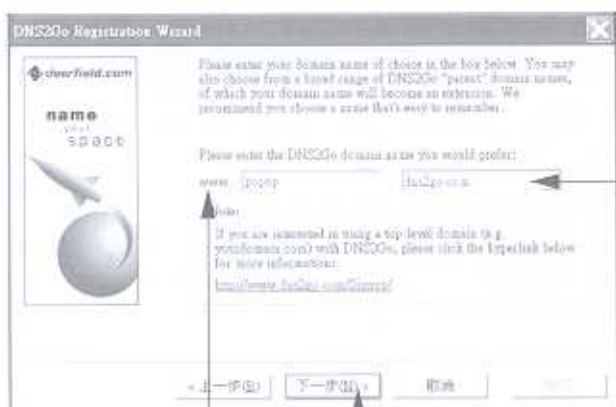 DNS2Go Registration Wizard
deerfield.com
name
your
space
Please enter your domain name of choice in the box below. You may
also choose from a broad range of DNS2Go "parent" domain names,
of which your domain name will become an extension. We
recommend you choose a name that's easy to remember.
Please enter the DNS2Go domain name you would prefer:
www. popop dns2go.com
Note:
If you are interested in using a top level domain (e.g.
yourdomain.com) with DNS2Go, please click the hyperlink below
for more information:
http://www.dns2go.com/
<上一步(B) 下一步(N)> 取消